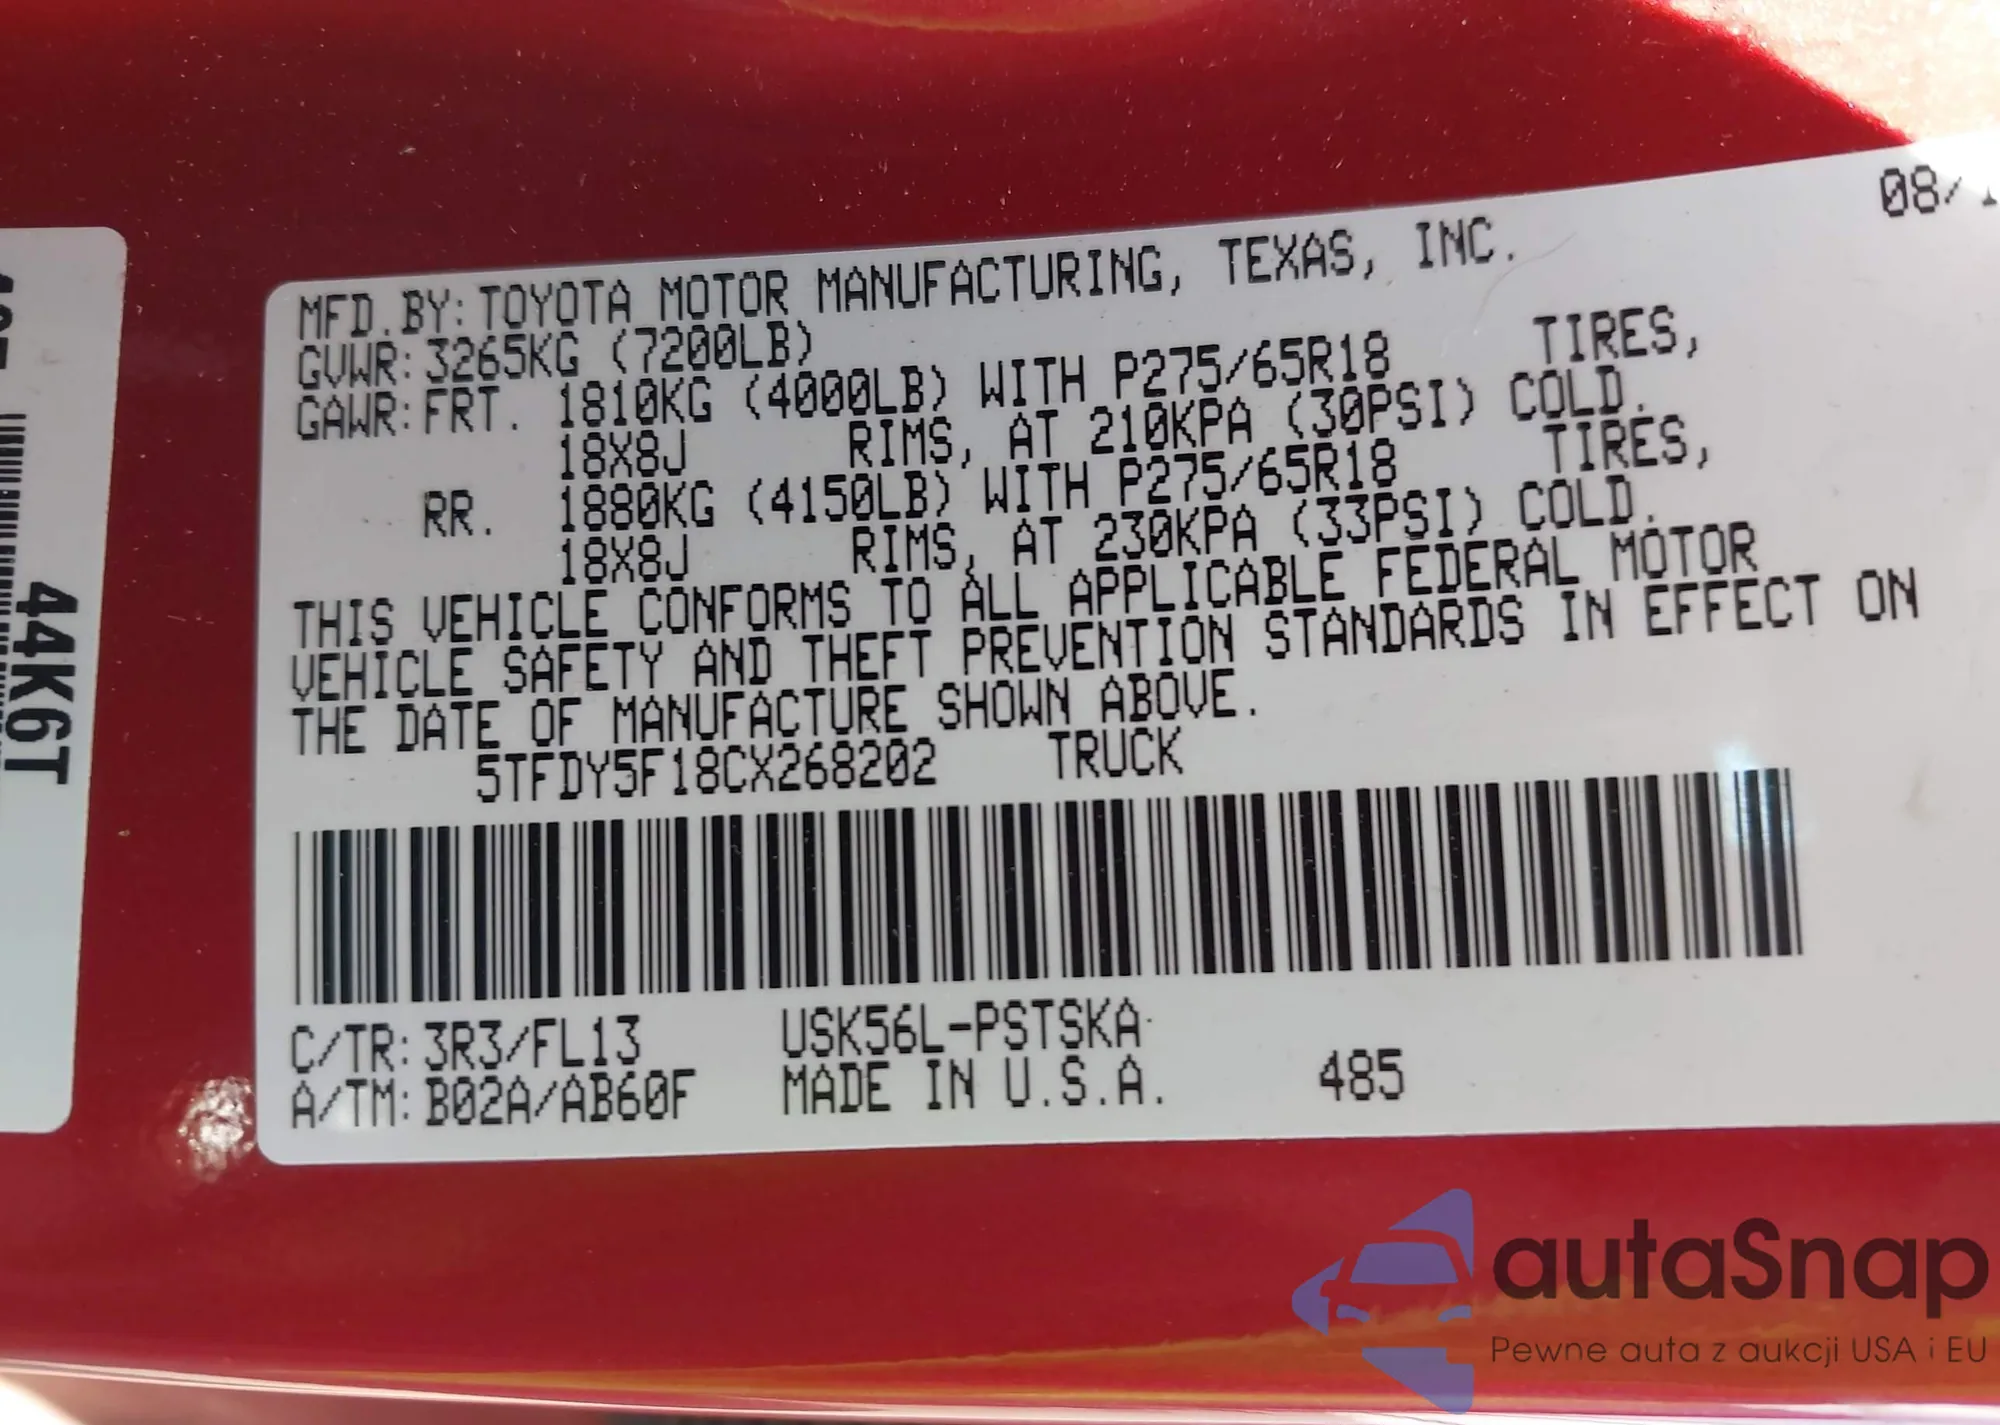 08/1
MFD.BY:TOYOTA MOTOR MANUFACTURING, TEXAS, INC.
GVWR:3265KG (7200LB)
GAWR:FRT. 1810KG (4000LB) WITH P275/65R18 TIRES,
18X8J RIMS, AT 210KPA (30PSI) COLD.
RR. 1880KG (4150LB) WITH P275/65R18 TIRES,
18X8J RIMS, AT 230KPA (33PSI) COLD.
THIS VEHICLE CONFORMS TO ALL APPLICABLE FEDERAL MOTOR
VEHICLE SAFETY AND THEFT PREVENTION STANDARDS IN EFFECT ON
THE DATE OF MANUFACTURE SHOWN ABOVE.
5TFDY5F18CX268202 TRUCK
C/TR:3R3/FL13 USK56L-PSTSKA
A/TM:B02A/AB60F MADE IN U.S.A. 485
44K6T
autaSnap
Pewne auta z aukcji USA i EU